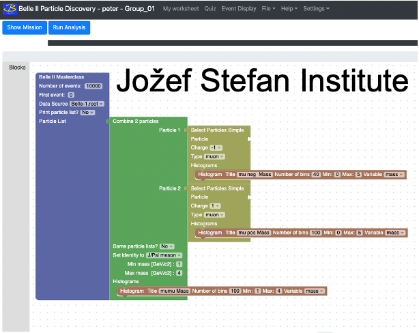 Belle II Particle Discovery - peter - Group_01 My worksheet Quiz Event Display File Help Settings
Show Mission Run Analysis
Blocks
Jožef Stefan Institute
Belle II Masterclass
Number of events: 10000
First event: 0
Data Source Belle-1.root
Print particle list? No
Particle List
Combine 2 particles
Particle 1
Select Particles Simple
Particle
Charge -1
Type muon
Histograms
Histogram Title mu neg Mass Number of bins 40 Min 0 Max 5 Variable mass
Particle 2
Select Particles Simple
Particle
Charge 1
Type muon
Histograms
Histogram Title mu pos Mass Number of bins 100 Min 0 Max 5 Variable mass
Same particle lists? No
Set identity to J/Psi meson
Min mass [GeV/c2] : 1
Max mass [GeV/c2] : 4
Histograms
Histogram Title mumu Mass Number of bins 100 Min 1 Max 4 Variable mass